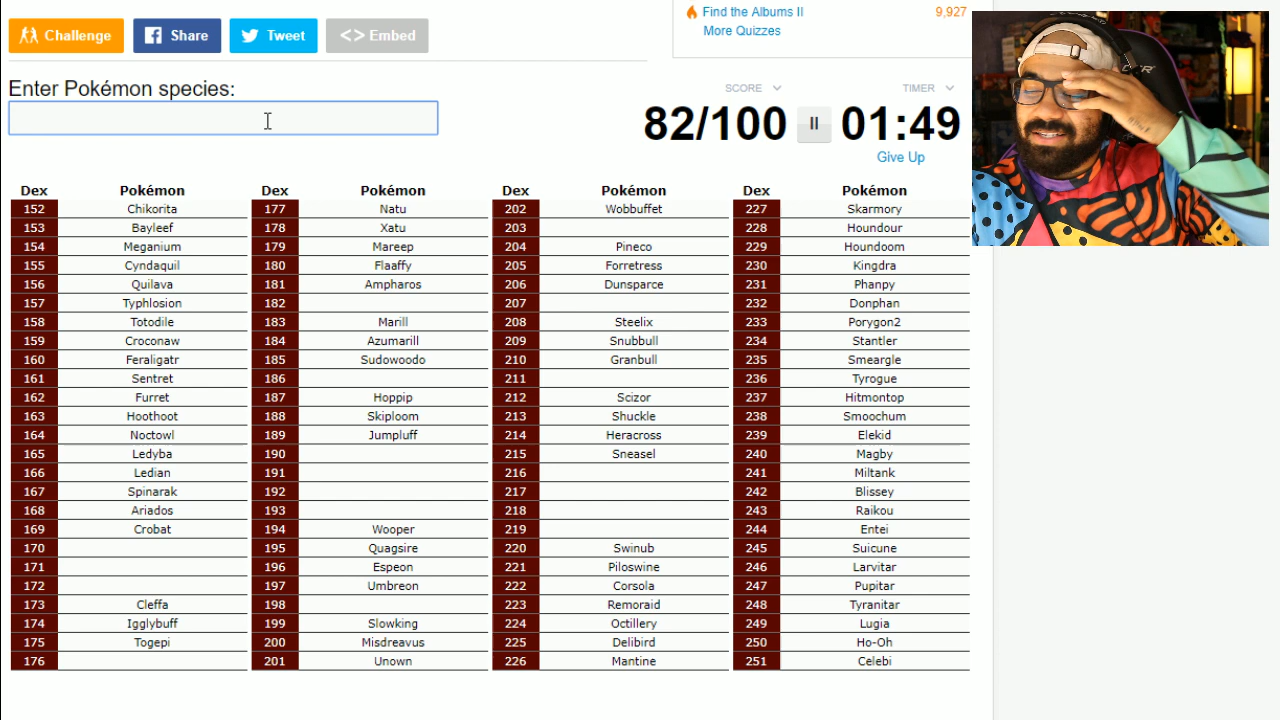 Challenge Share Tweet <> Embed
Find the Albums II 9,927
More Quizzes
Enter Pokémon species:
SCORE TIMER
82/100 01:49
Give Up
Dex Pokémon Dex Pokémon Dex Pokémon Dex Pokémon
152 Chikorita 177 Natu 202 Wobbuffet 227 Skarmory
153 Bayleef 178 Xatu 203 228 Houndour
154 Meganium 179 Mareep 204 Pineco 229 Houndoom
155 Cyndaquil 180 Flaaffy 205 Forretress 230 Kingdra
156 Quilava 181 Ampharos 206 Dunsparce 231 Phanpy
157 Typhlosion 182 207 232 Donphan
158 Totodile 183 Marill 208 Steelix 233 Porygon2
159 Croconaw 184 Azumarill 209 Snubbull 234 Stantler
160 Feraligatr 185 Sudowoodo 210 Granbull 235 Smeargle
161 Sentret 186 211 236 Tyrogue
162 Furret 187 Hoppip 212 Scizor 237 Hitmontop
163 Hoothoot 188 Skiploom 213 Shuckle 238 Smoochum
164 Noctowl 189 Jumpluff 214 Heracross 239 Elekid
165 Ledyba 190 215 Sneasel 240 Magby
166 Ledian 191 216 241 Miltank
167 Spinarak 192 217 242 Blissey
168 Ariados 193 218 243 Raikou
169 Crobat 194 Wooper 219 244 Entei
170 195 Quagsire 220 Swinub 245 Suicune
171 196 Espeon 221 Piloswine 246 Larvitar
172 197 Umbreon 222 Corsola 247 Pupitar
173 Cleffa 198 223 Remoraid 248 Tyranitar
174 Igglybuff 199 Slowking 224 Octillery 249 Lugia
175 Togepi 200 Misdreavus 225 Delibird 250 Ho-Oh
176 201 Unown 226 Mantine 251 Celebi